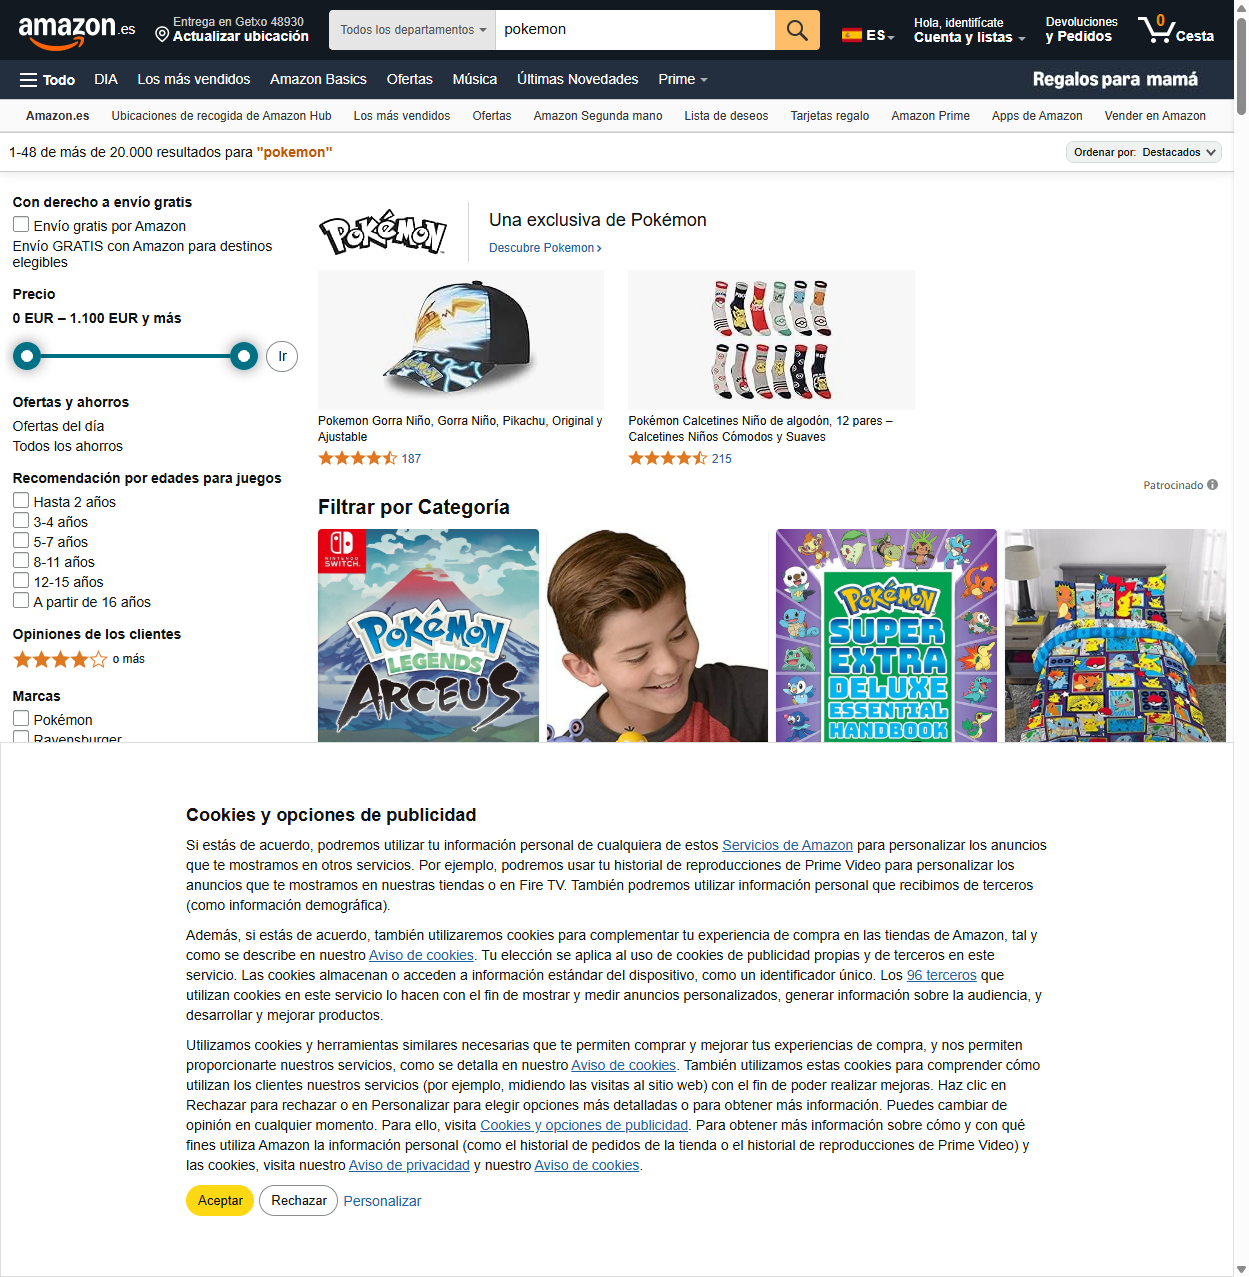 amazon.es
Entrega en Getxo 48930
Actualizar ubicación
Todos los departamentos
pokemon
ES
Hola, identifícate
Cuenta y listas
Devoluciones
y Pedidos
0
Cesta
Todo
DIA
Los más vendidos
Amazon Basics
Ofertas
Música
Últimas Novedades
Prime
Regalos para mamá
Amazon.es
Ubicaciones de recogida de Amazon Hub
Los más vendidos
Ofertas
Amazon Segunda mano
Lista de deseos
Tarjetas regalo
Amazon Prime
Apps de Amazon
Vender en Amazon
1-48 de más de 20.000 resultados para "pokemon"
Ordenar por: Destacados
Con derecho a envío gratis
Envío gratis por Amazon
Envío GRATIS con Amazon para destinos
elegibles
Precio
0 EUR – 1.100 EUR y más
Ir
Ofertas y ahorros
Ofertas del día
Todos los ahorros
Recomendación por edades para juegos
Hasta 2 años
3-4 años
5-7 años
8-11 años
12-15 años
A partir de 16 años
Opiniones de los clientes
o más
Marcas
Pokémon
Ravensburger
POKÉMON
Una exclusiva de Pokémon
Descubre Pokemon
Pokemon Gorra Niño, Gorra Niño, Pikachu, Original y
Ajustable
187
Pokémon Calcetines Niño de algodón, 12 pares –
Calcetines Niños Cómodos y Suaves
215
Patrocinado
Filtrar por Categoría
NINTENDO
SWITCH
POKÉMON
LEGENDS
ARCEUS
POKÉMON
SUPER
EXTRA
DELUXE
ESSENTIAL
HANDBOOK
Cookies y opciones de publicidad
Si estás de acuerdo, podremos utilizar tu información personal de cualquiera de estos Servicios de Amazon para personalizar los anuncios
que te mostramos en otros servicios. Por ejemplo, podremos usar tu historial de reproducciones de Prime Video para personalizar los
anuncios que te mostramos en nuestras tiendas o en Fire TV. También podremos utilizar información personal que recibimos de terceros
(como información demográfica).
Además, si estás de acuerdo, también utilizaremos cookies para complementar tu experiencia de compra en las tiendas de Amazon, tal y
como se describe en nuestro Aviso de cookies. Tu elección se aplica al uso de cookies de publicidad propias y de terceros en este
servicio. Las cookies almacenan o acceden a información estándar del dispositivo, como un identificador único. Los 96 terceros que
utilizan cookies en este servicio lo hacen con el fin de mostrar y medir anuncios personalizados, generar información sobre la audiencia, y
desarrollar y mejorar productos.
Utilizamos cookies y herramientas similares necesarias que te permiten comprar y mejorar tus experiencias de compra, y nos permiten
proporcionarte nuestros servicios, como se detalla en nuestro Aviso de cookies. También utilizamos estas cookies para comprender cómo
utilizan los clientes nuestros servicios (por ejemplo, midiendo las visitas al sitio web) con el fin de poder realizar mejoras. Haz clic en
Rechazar para rechazar o en Personalizar para elegir opciones más detalladas o para obtener más información. Puedes cambiar de
opinión en cualquier momento. Para ello, visita Cookies y opciones de publicidad. Para obtener más información sobre cómo y con qué
fines utiliza Amazon la información personal (como el historial de pedidos de la tienda o el historial de reproducciones de Prime Video) y
las cookies, visita nuestro Aviso de privacidad y nuestro Aviso de cookies.
Aceptar
Rechazar
Personalizar